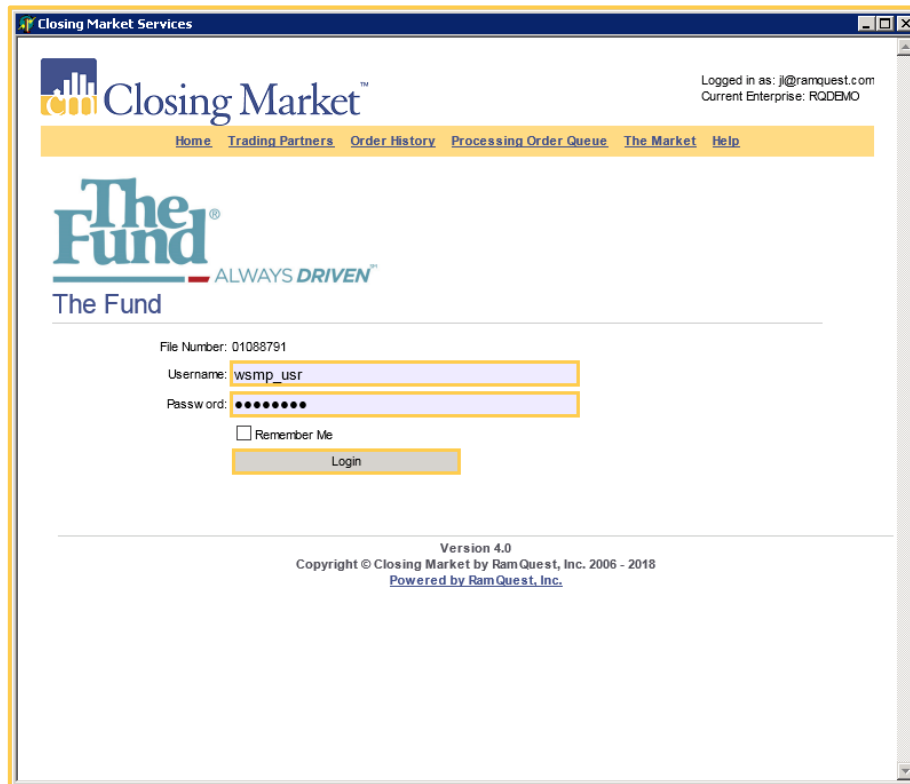 Closing Market Services
cm Closing Market™
Logged in as: jl@ramquest.com
Current Enterprise: RQDEMO
Home Trading Partners Order History Processing Order Queue The Market Help
The Fund®
ALWAYS DRIVEN℠
The Fund
File Number: 01088791
Username: wsmp_usr
Password: ●●●●●●●●
Remember Me
Login
Version 4.0
Copyright © Closing Market by RamQuest, Inc. 2006 - 2018
Powered by RamQuest, Inc.